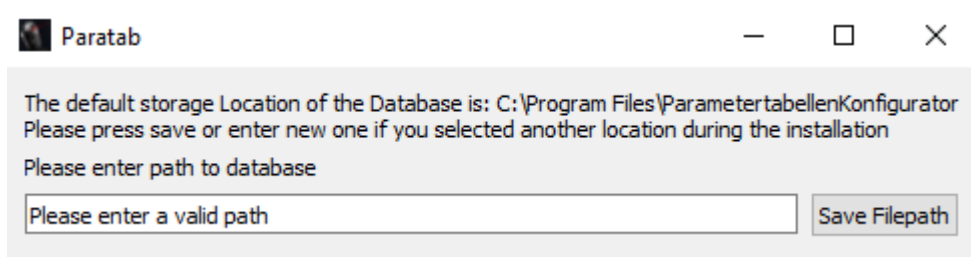 Paratab
The default storage Location of the Database is: C:\Program Files\ParametertabellenKonfigurator
Please press save or enter new one if you selected another location during the installation
Please enter path to database
Please enter a valid path
Save Filepath